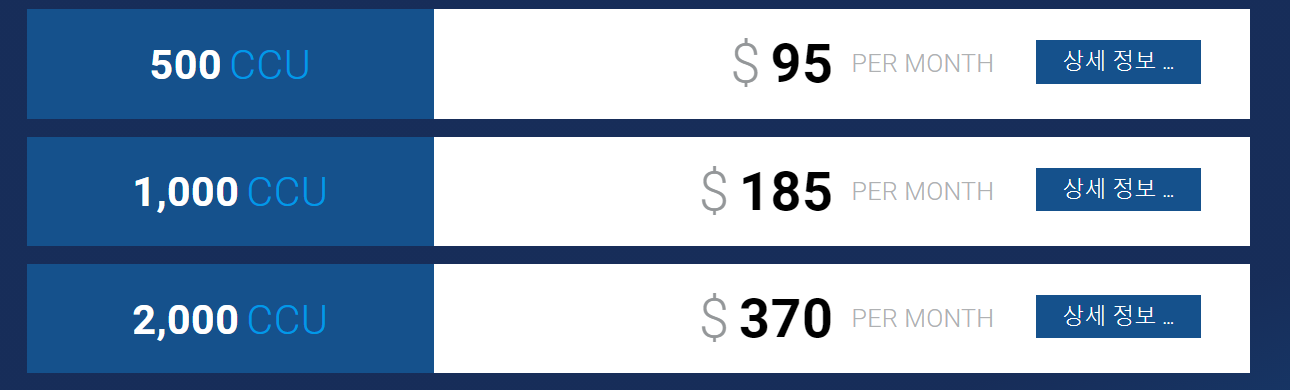 500 CCU $ 95 PER MONTH 상세 정보 ...
1,000 CCU $ 185 PER MONTH 상세 정보 ...
2,000 CCU $ 370 PER MONTH 상세 정보 ...